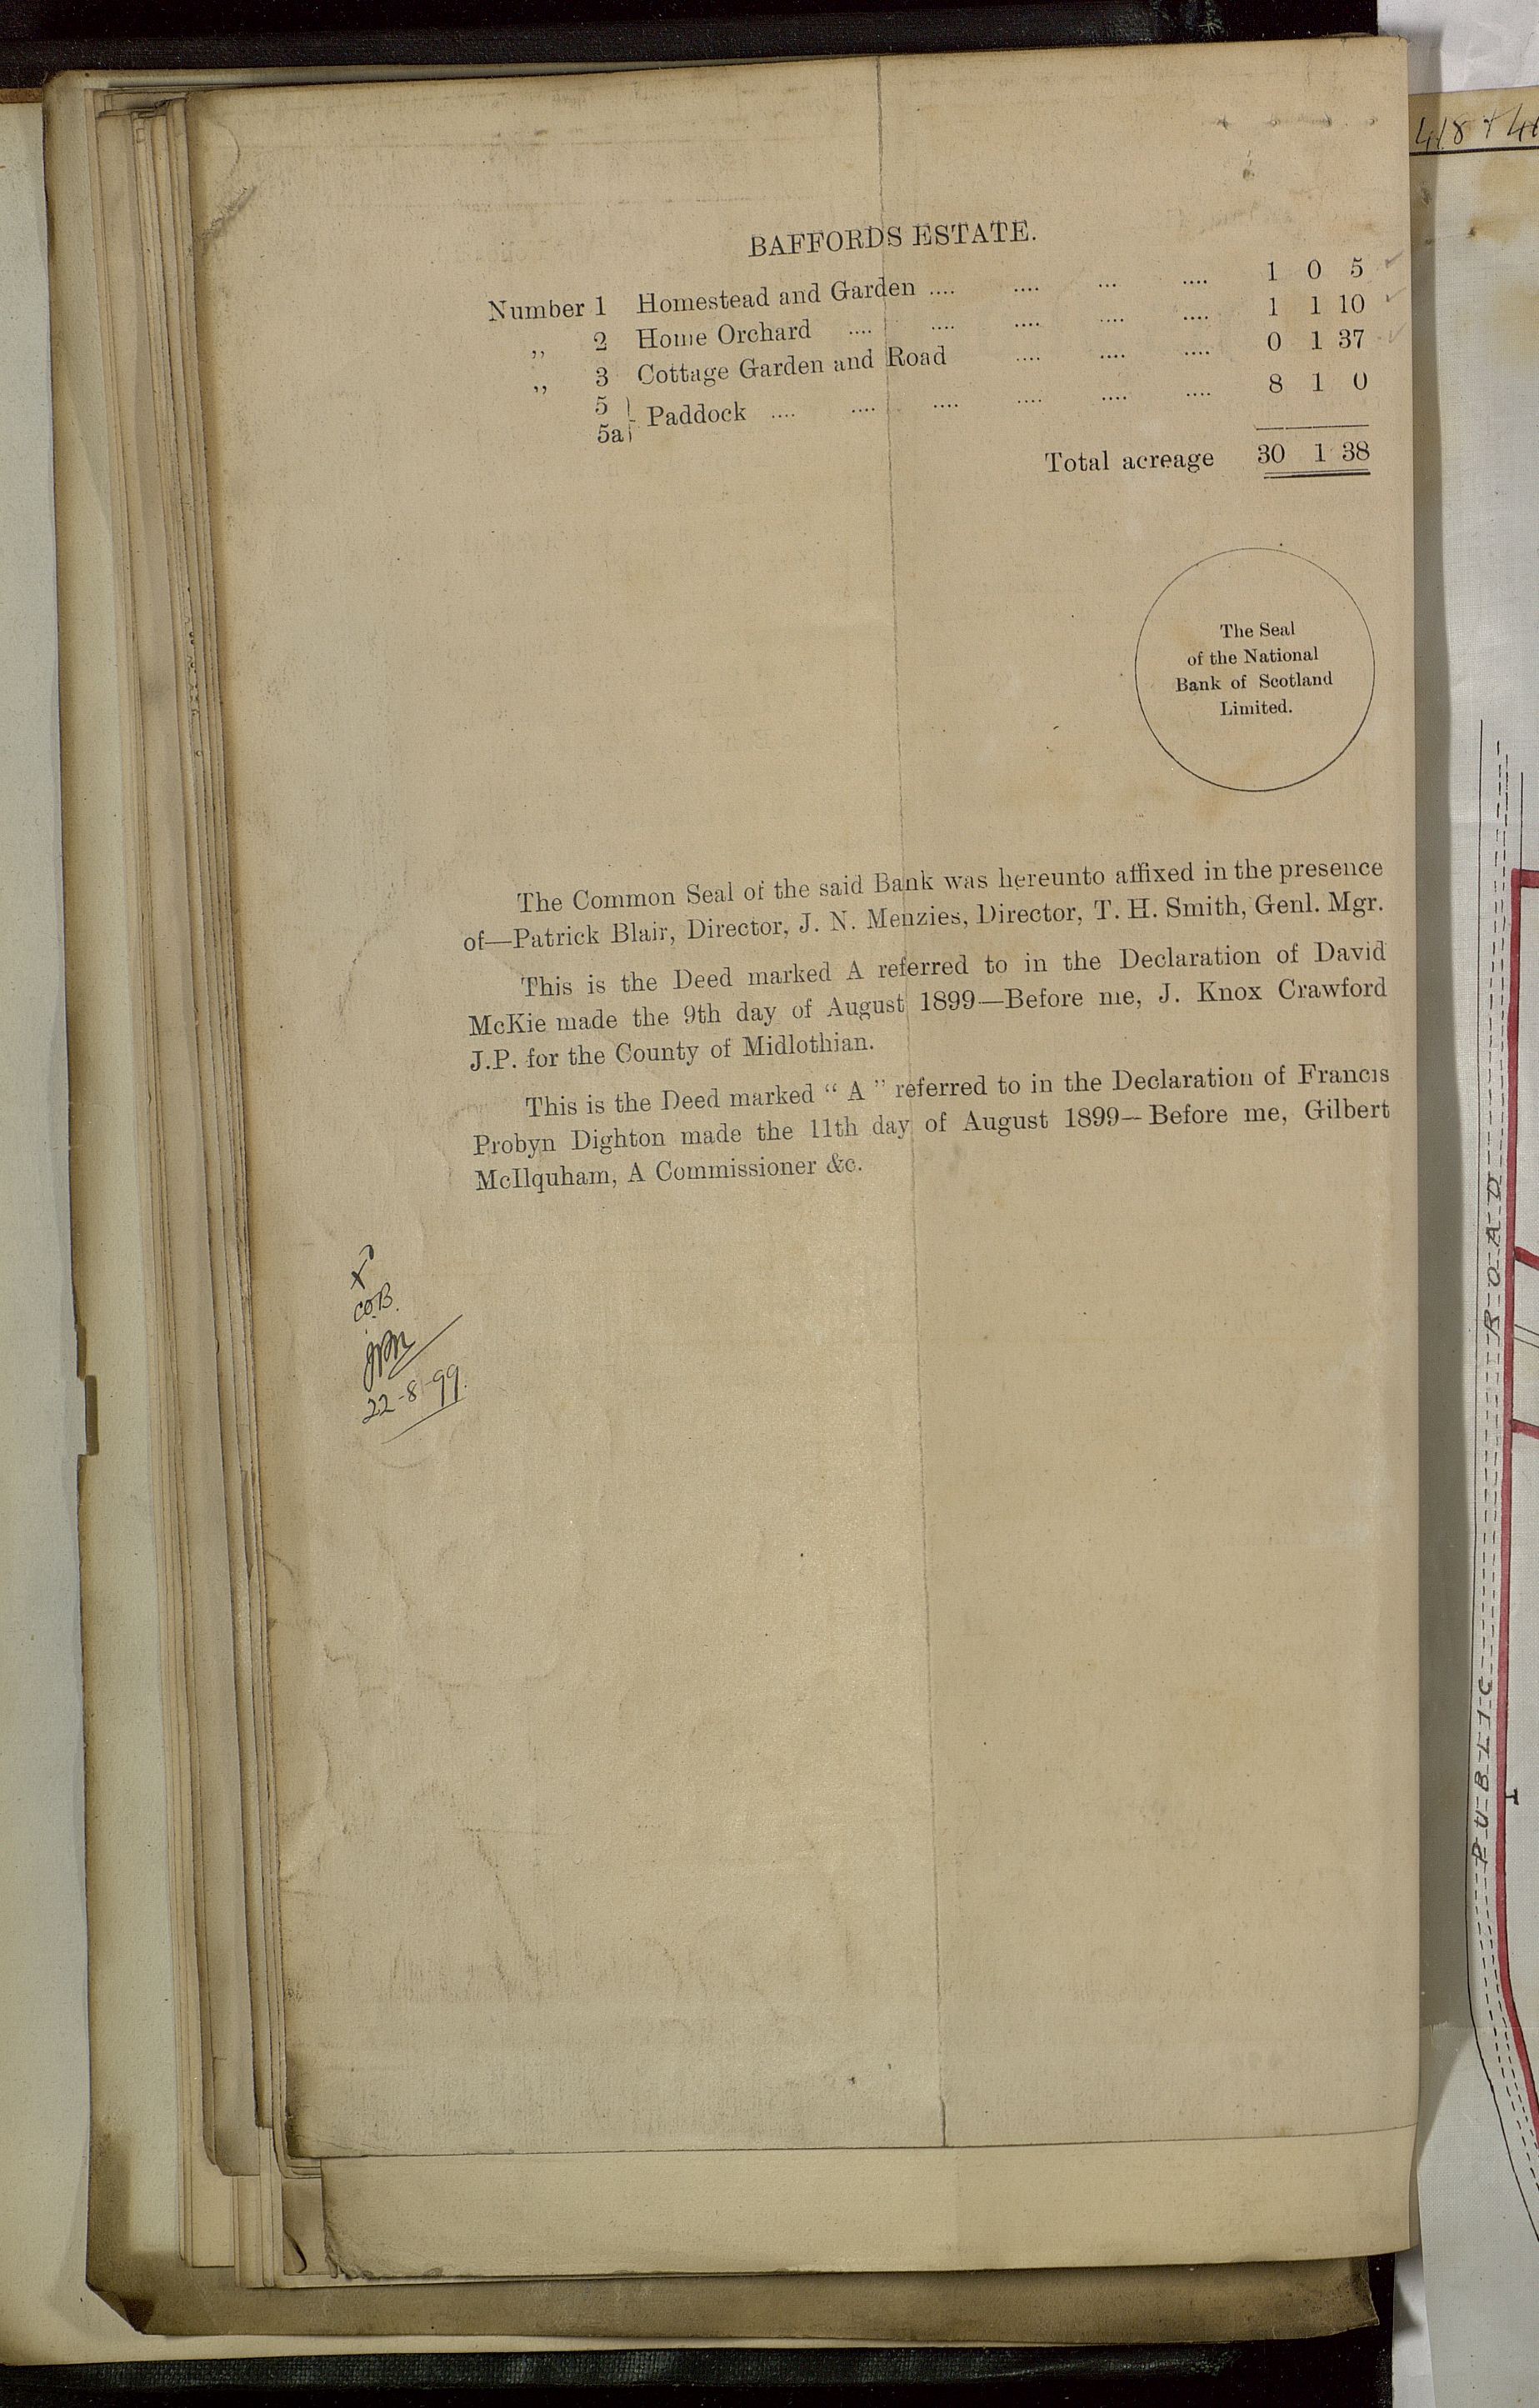 418 + 4
BAFFORDS ESTATE.
Number 1 Homestead and Garden .... .... ... .... 1 0 5
,, 2 Home Orchard .... .... .... .... .... 1 1 10
,, 3 Cottage Garden and Road .... .... .... 0 1 37
5
5a } Paddock .... .... .... .... .... .... 8 1 0
Total acreage 30 1 38
The Seal
of the National
Bank of Scotland
Limited.
The Common Seal of the said Bank was hereunto affixed in the presence
of—Patrick Blair, Director, J. N. Menzies, Director, T. H. Smith, Genl. Mgr.
This is the Deed marked A referred to in the Declaration of David
McKie made the 9th day of August 1899—Before me, J. Knox Crawford
J.P. for the County of Midlothian.
This is the Deed marked “ A ” referred to in the Declaration of Francis
Probyn Dighton made the 11th day of August 1899—Before me, Gilbert
McIlquham, A Commissioner &c.
22-8-99.
PUBLIC ROAD